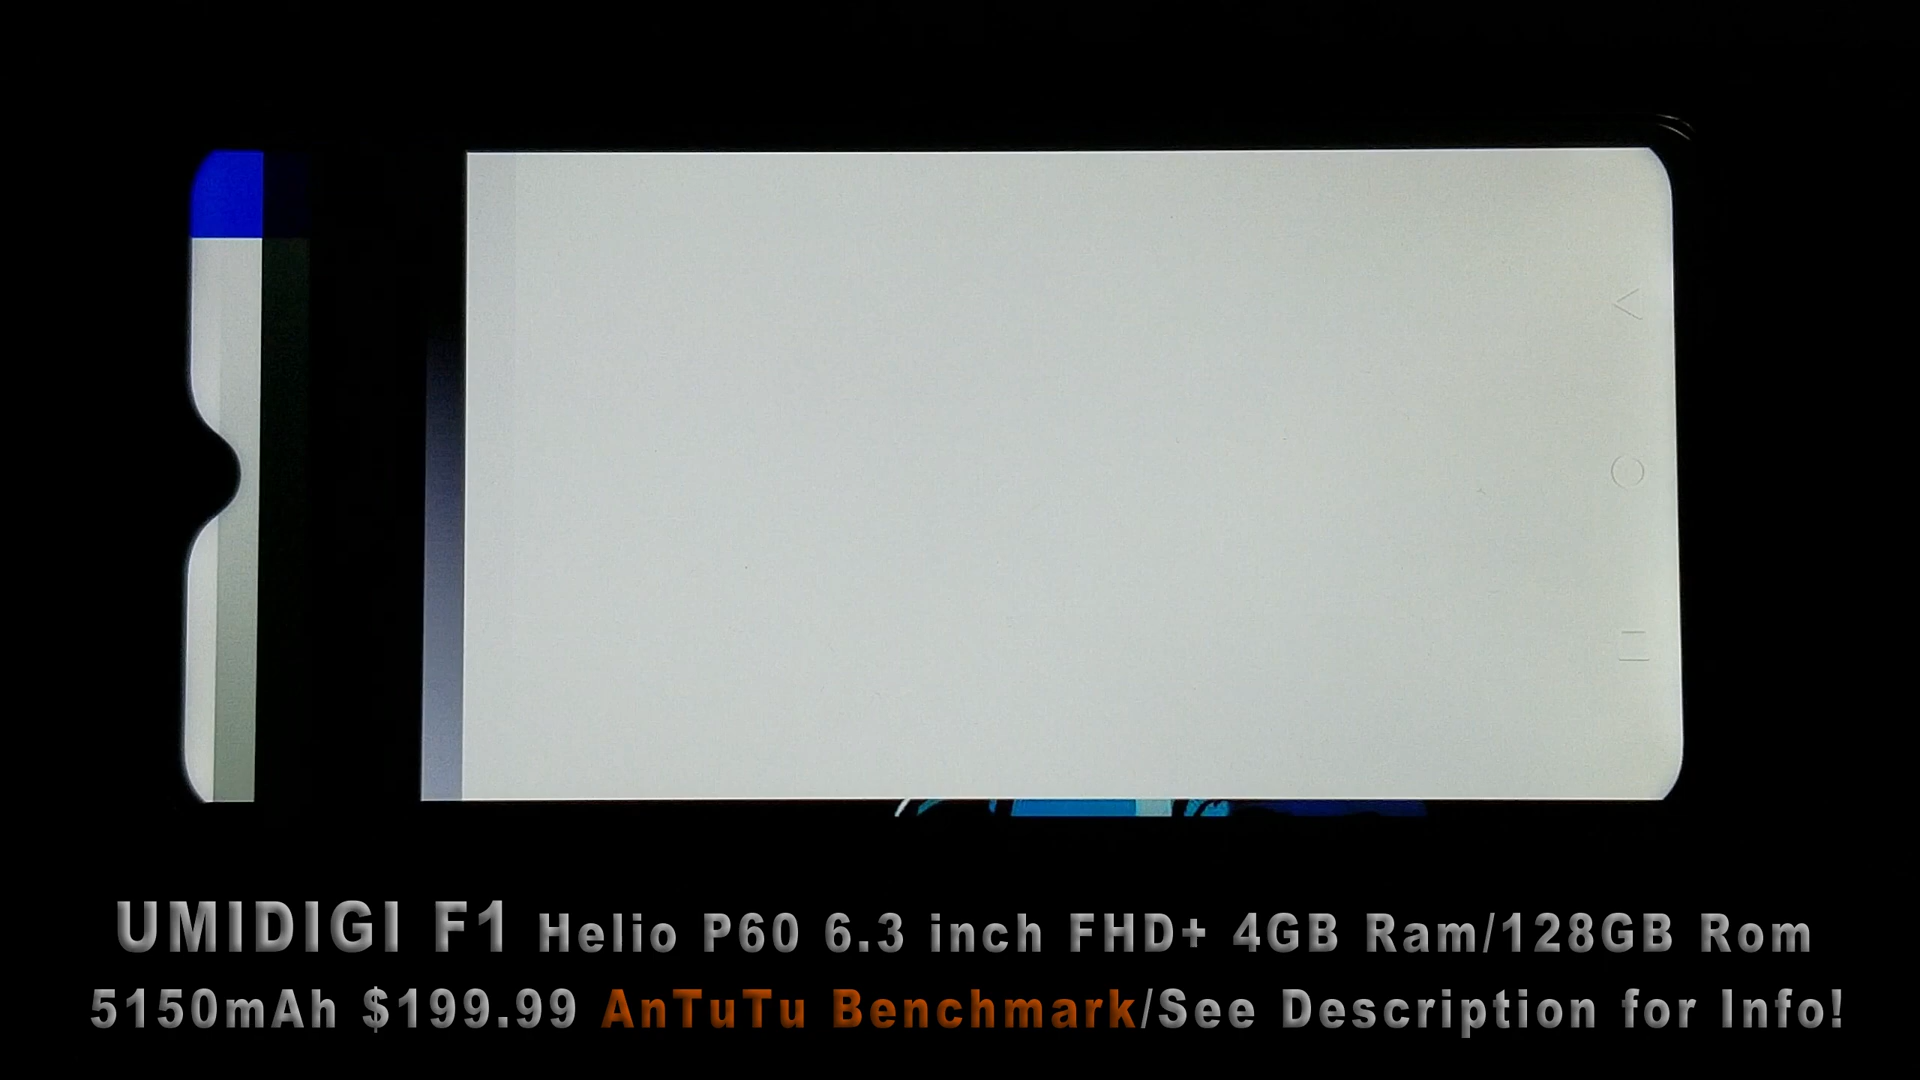 UMIDIGI F1 Helio P60 6.3 inch FHD+ 4GB Ram/128GB Rom
5150mAh $199.99 AnTuTu Benchmark/See Description for Info!